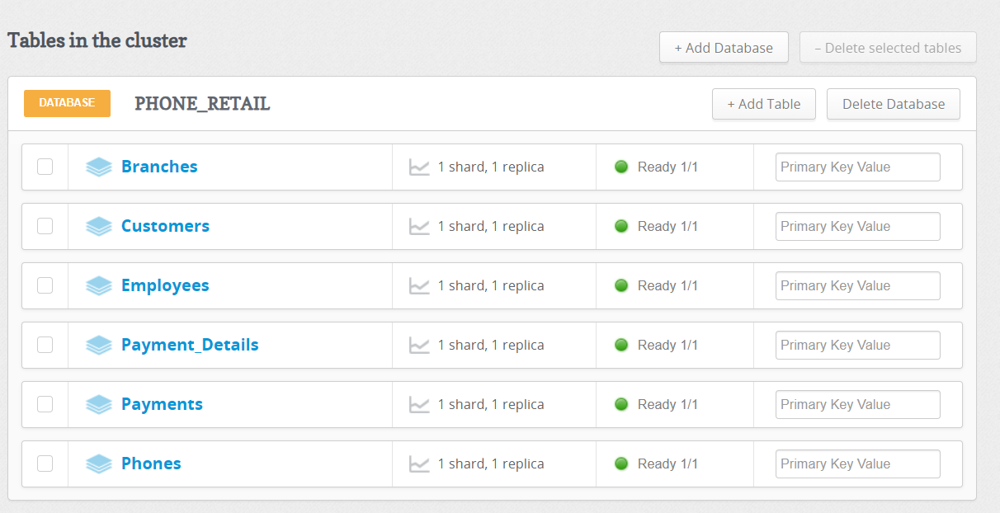 Tables in the cluster
+ Add Database
– Delete selected tables
DATABASE
PHONE_RETAIL
+ Add Table
Delete Database
Branches 1 shard, 1 replica Ready 1/1 Primary Key Value
Customers 1 shard, 1 replica Ready 1/1 Primary Key Value
Employees 1 shard, 1 replica Ready 1/1 Primary Key Value
Payment_Details 1 shard, 1 replica Ready 1/1 Primary Key Value
Payments 1 shard, 1 replica Ready 1/1 Primary Key Value
Phones 1 shard, 1 replica Ready 1/1 Primary Key Value